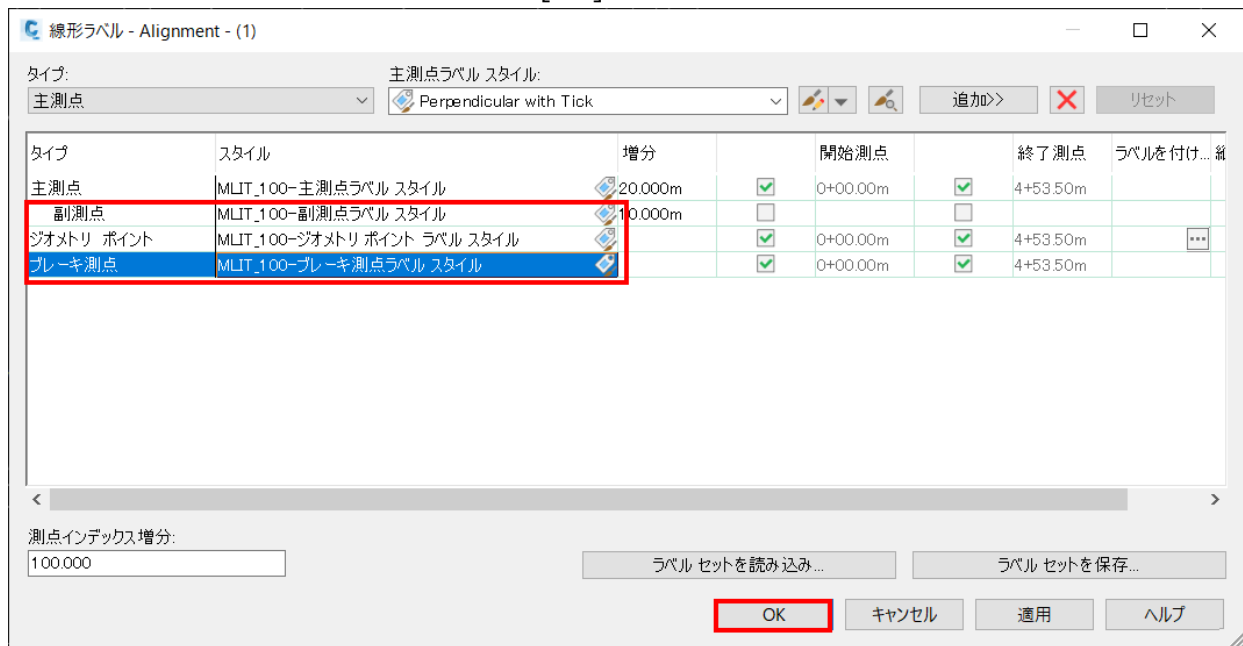 線形ラベル - Alignment - (1)
タイプ: 主測点ラベル スタイル:
主測点 Perpendicular with Tick 追加>> リセット
タイプ スタイル 増分 開始測点 終了測点 ラベルを付け...
主測点 MLIT_100-主測点ラベル スタイル 20.000m 0+00.00m 4+53.50m
副測点 MLIT_100-副測点ラベル スタイル 10.000m
ジオメトリ ポイント MLIT_100-ジオメトリ ポイント ラベル スタイル 0+00.00m 4+53.50m ...
ブレーキ測点 MLIT_100-ブレーキ測点ラベル スタイル 0+00.00m 4+53.50m
測点インデックス増分:
100.000 ラベル セットを読み込み... ラベル セットを保存...
OK キャンセル 適用 ヘルプ